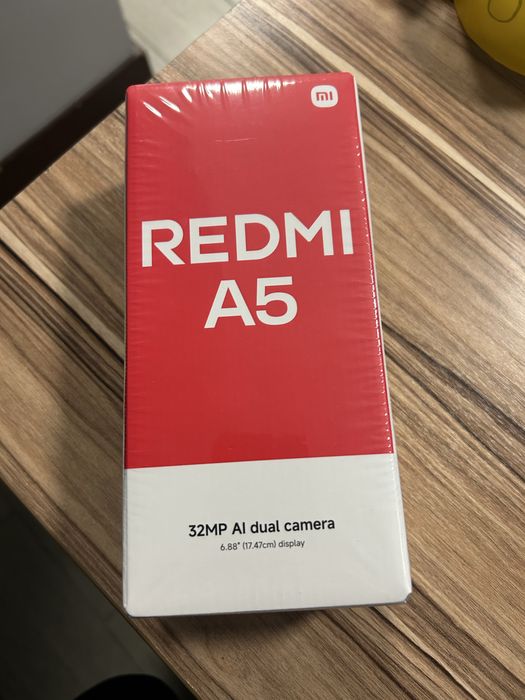 mi
REDMI
A5
32MP AI dual camera
6.88" (17.47cm) display